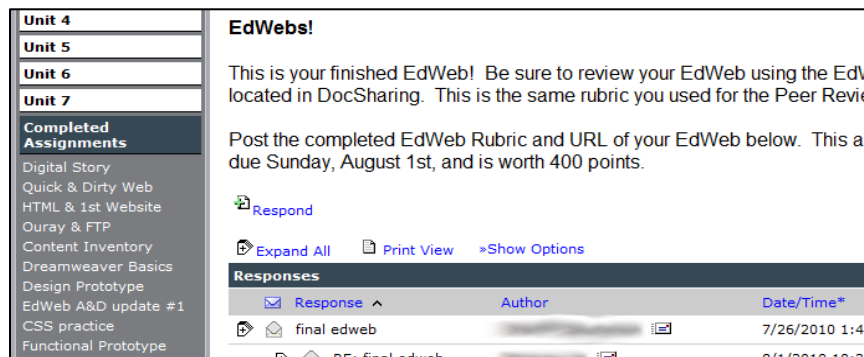 Unit 4
Unit 5
Unit 6
Unit 7
Completed
Assignments
Digital Story
Quick & Dirty Web
HTML & 1st Website
Ouray & FTP
Content Inventory
Dreamweaver Basics
Design Prototype
EdWeb A&D update #1
CSS practice
Functional Prototype
EdWebs!
This is your finished EdWeb! Be sure to review your EdWeb using the
located in DocSharing. This is the same rubric you used for the Peer
Post the completed EdWeb Rubric and URL of your EdWeb below. This
due Sunday, August 1st, and is worth 400 points.
Respond
Expand All Print View »Show Options
Responses
Response Author Date/Time*
final edweb 7/26/2010
RE: final edweb